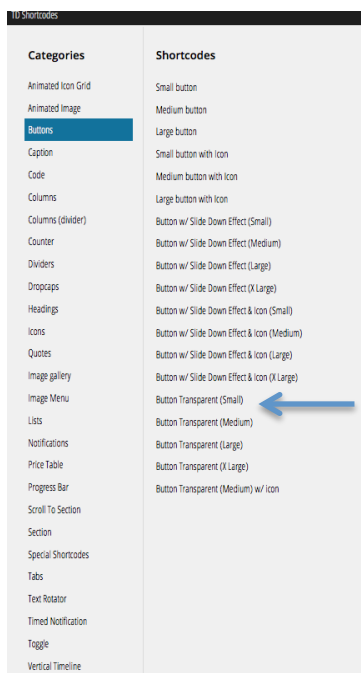 TD Shortcodes
Categories
Animated Icon Grid
Animated Image
Buttons
Caption
Code
Columns
Columns (divider)
Counter
Dividers
Dropcaps
Headings
Icons
Quotes
Image gallery
Image Menu
Lists
Notifications
Price Table
Progress Bar
Scroll To Section
Section
Special Shortcodes
Tabs
Text Rotator
Timed Notification
Toggle
Vertical Timeline
Shortcodes
Small button
Medium button
Large button
Small button with Icon
Medium button with Icon
Large button with Icon
Button w/ Slide Down Effect (Small)
Button w/ Slide Down Effect (Medium)
Button w/ Slide Down Effect (Large)
Button w/ Slide Down Effect (X Large)
Button w/ Slide Down Effect & Icon (Small)
Button w/ Slide Down Effect & Icon (Medium)
Button w/ Slide Down Effect & Icon (Large)
Button w/ Slide Down Effect & Icon (X Large)
Button Transparent (Small)
Button Transparent (Medium)
Button Transparent (Large)
Button Transparent (X Large)
Button Transparent (Medium) w/ icon